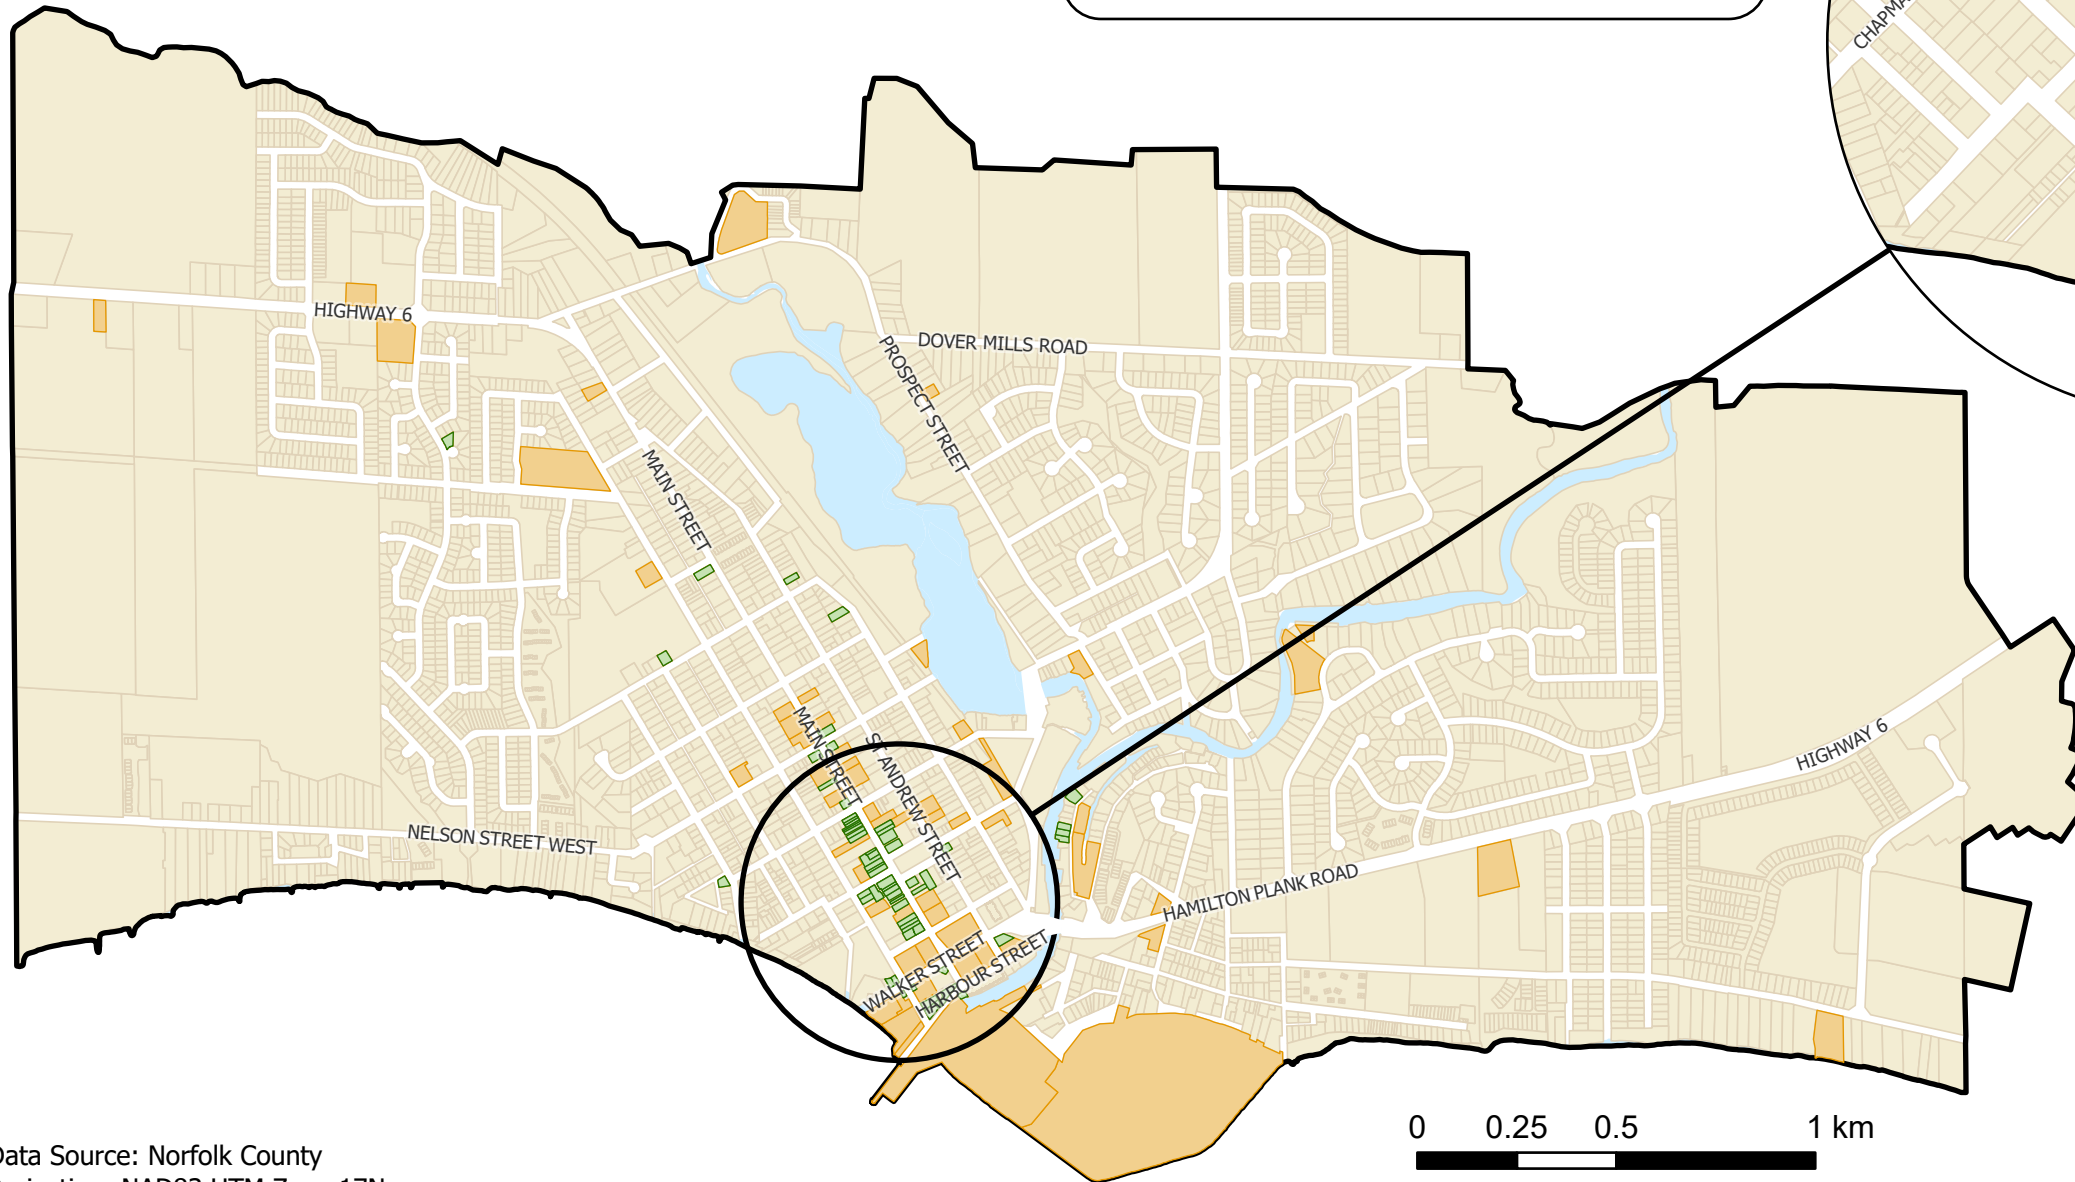 CHAPMA
HIGHWAY 6
DOVER MILLS ROAD
PROSPECT STREET
MAIN STREET
MAIN STREET
ST ANDREW STREET
HIGHWAY 6
NELSON STREET WEST
HAMILTON PLANK ROAD
WALKER STREET
HARBOUR STREET
0 0.25 0.5 1 km
Data Source: Norfolk County